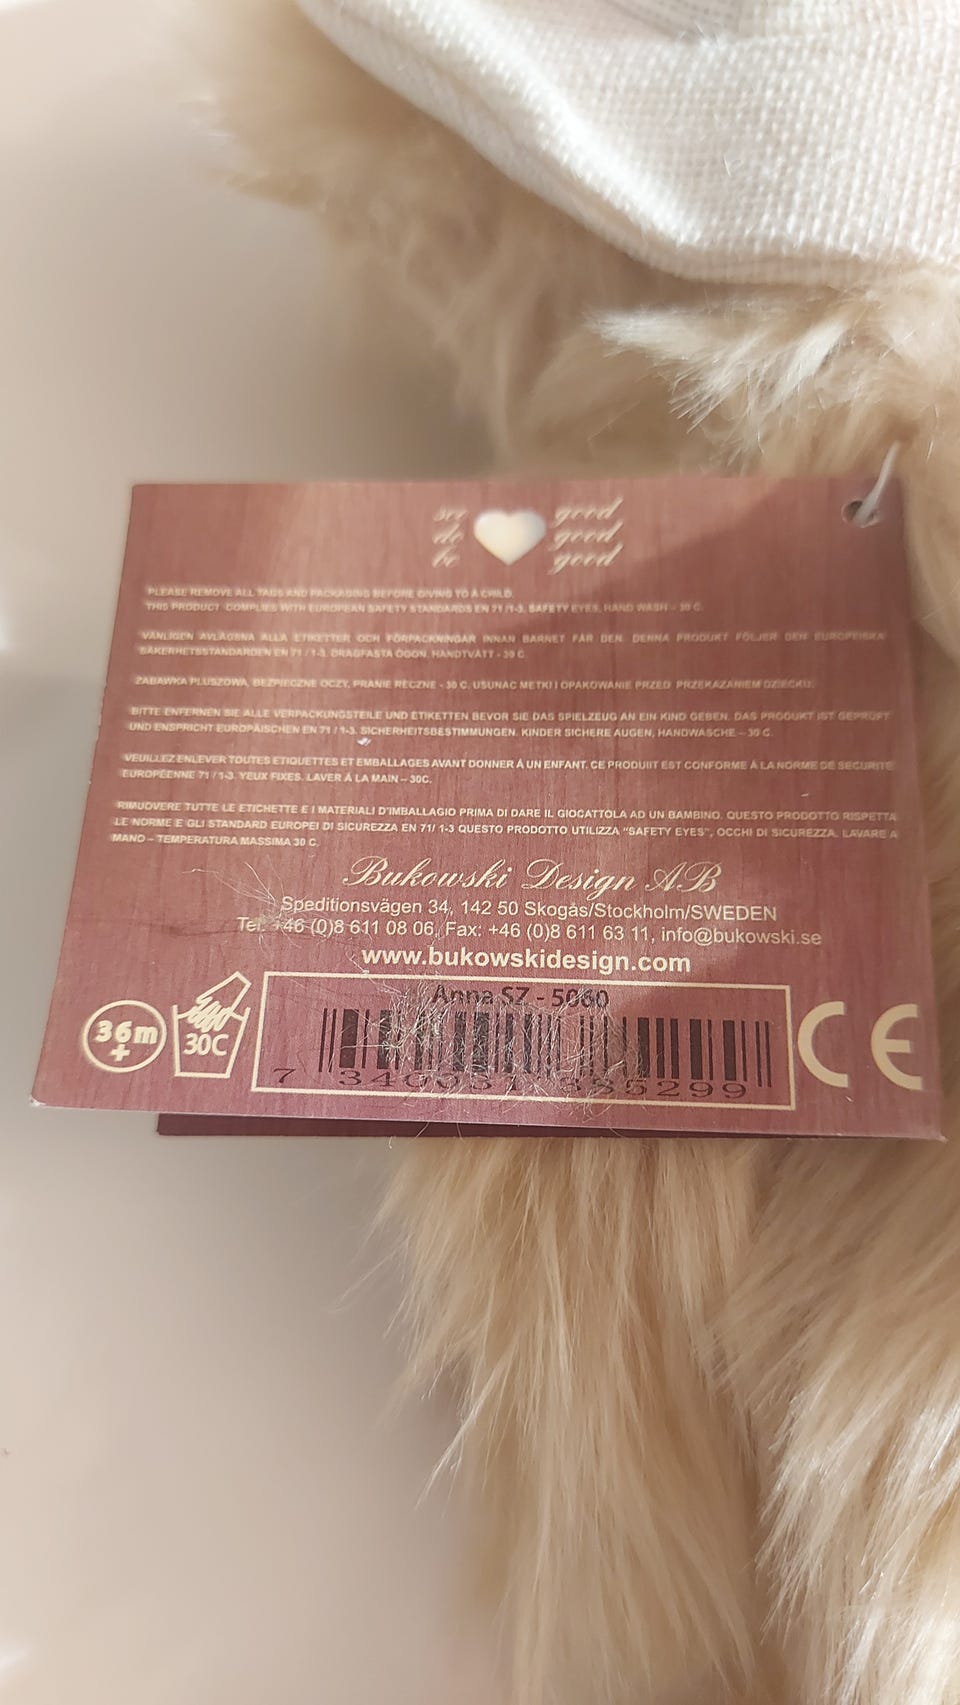 see good
do good
be good
PLEASE REMOVE ALL TAGS AND PACKAGING BEFORE GIVING TO A CHILD.
THIS PRODUCT COMPLIES WITH EUROPEAN SAFETY STANDARDS EN 71 /1-3, SAFETY EYES, HAND WASH – 30 C.
VÄNLIGEN AVLÄGSNA ALLA ETIKETTER OCH FÖRPACKNINGAR INNAN BARNET FÅR DEN. DENNA PRODUKT FÖLJER DEN EUROPEISKA
SÄKERHETSSTANDARDEN EN 71 / 1-3. DRAGFASTA ÖGON. HANDTVÄTT - 30 C.
ZABAWKA PLUSZOWA, BEZPIECZNE OCZY, PRANIE RECZNE - 30 C, USUNAC METKI I OPAKOWANIE PRZED PRZEKAZANIEM DZIECKU.
BITTE ENFERNEN SIE ALLE VERPACKUNGSTEILE UND ETIKETTEN BEVOR SIE DAS SPIELZEUG AN EIN KIND GEBEN. DAS PRODUKT IST GEPRÜFT
UND ENSPRICHT EUROPÄISCHEN EN 71 / 1-3. SICHERHEITSBESTIMMUNGEN. KINDER SICHERE AUGEN, HANDWÄSCHE – 30 C.
VEUILLEZ ENLEVER TOUTES ETIQUETTES ET EMBALLAGES AVANT DONNER Á UN ENFANT. CE PRODUIIT EST CONFORME Á LA NORME DE SECURITE
EUROPÉENNE 71 / 1-3. YEUX FIXES. LAVER Á LA MAIN – 30C.
RIMUOVERE TUTTE LE ETICHETTE E I MATERIALI D'IMBALLAGIO PRIMA DI DARE IL GIOCATTOLA AD UN BAMBINO. QUESTO PRODOTTO RISPETTA
LE NORME E GLI STANDARD EUROPEI DI SICUREZZA EN 71/ 1-3 QUESTO PRODOTTO UTILIZZA "SAFETY EYES", OCCHI DI SICUREZZA. LAVARE A
MANO – TEMPERATURA MASSIMA 30 C.
Bukowski Design AB
Speditionsvägen 34, 142 50 Skogås/Stockholm/SWEDEN
Tel: +46 (0)8 611 08 06, Fax: +46 (0)8 611 63 11, info@bukowski.se
www.bukowskidesign.com
Anna SZ - 5060
36m
+
30C
7 340031 385299
CE